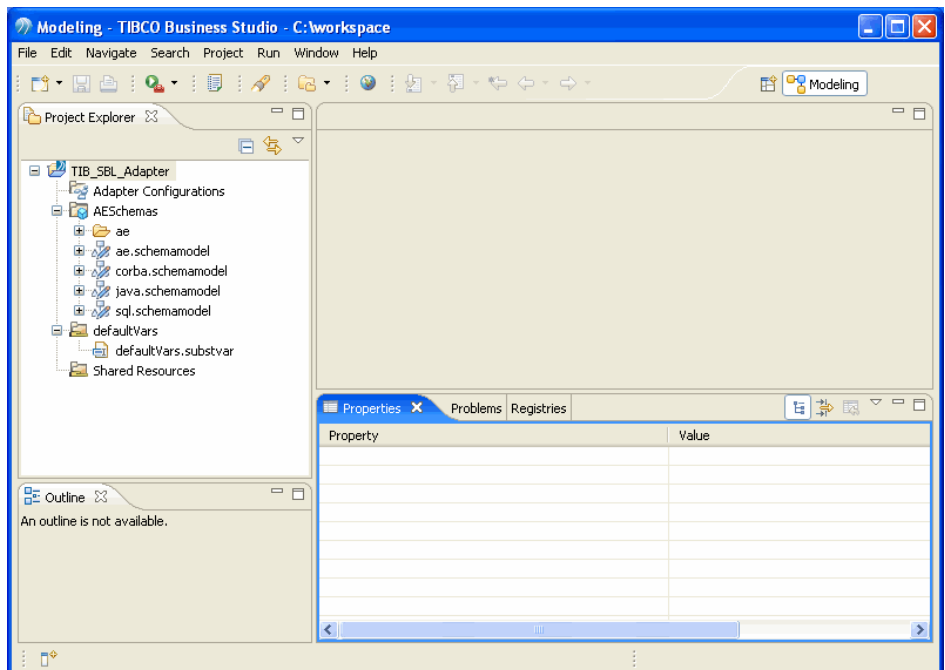 Modeling - TIBCO Business Studio - C:\workspace
File Edit Navigate Search Project Run Window Help
Modeling
Project Explorer
TIB_SBL_Adapter
Adapter Configurations
AESchemas
ae
ae.schemamodel
corba.schemamodel
java.schemamodel
sql.schemamodel
defaultVars
defaultVars.substvar
Shared Resources
Outline
An outline is not available.
Properties Problems Registries
Property Value